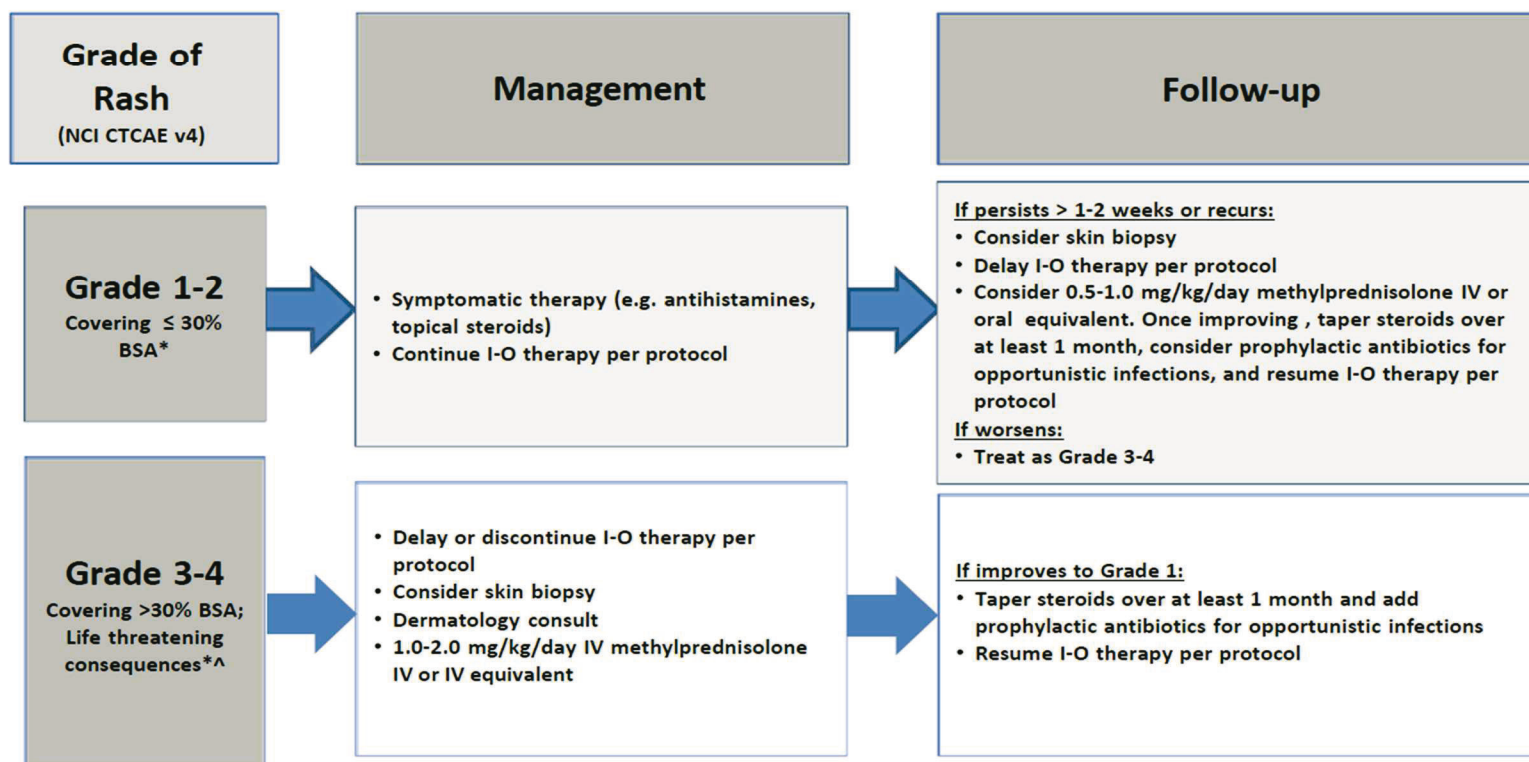 Grade of
Rash
(NCI CTCAE v4)
Management
Follow-up
Grade 1-2
Covering ≤ 30%
BSA*
• Symptomatic therapy (e.g. antihistamines,
topical steroids)
• Continue I-O therapy per protocol
If persists > 1-2 weeks or recurs:
• Consider skin biopsy
• Delay I-O therapy per protocol
• Consider 0.5-1.0 mg/kg/day methylprednisolone IV or
oral equivalent. Once improving , taper steroids over
at least 1 month, consider prophylactic antibiotics for
opportunistic infections, and resume I-O therapy per
protocol
If worsens:
• Treat as Grade 3-4
Grade 3-4
Covering >30% BSA;
Life threatening
consequences*^
• Delay or discontinue I-O therapy per
protocol
• Consider skin biopsy
• Dermatology consult
• 1.0-2.0 mg/kg/day IV methylprednisolone
IV or IV equivalent
If improves to Grade 1:
• Taper steroids over at least 1 month and add
prophylactic antibiotics for opportunistic infections
• Resume I-O therapy per protocol